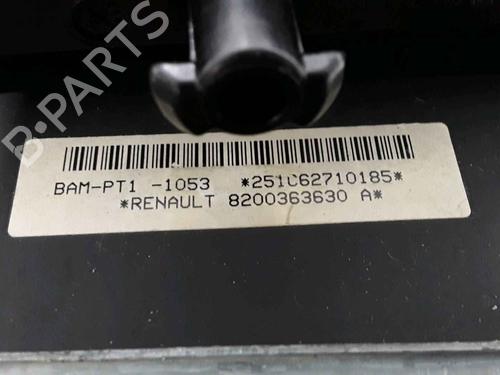 B-PARTS
BAM-PT1 -1053 *251C62710185*
*RENAULT 8200363630 A*